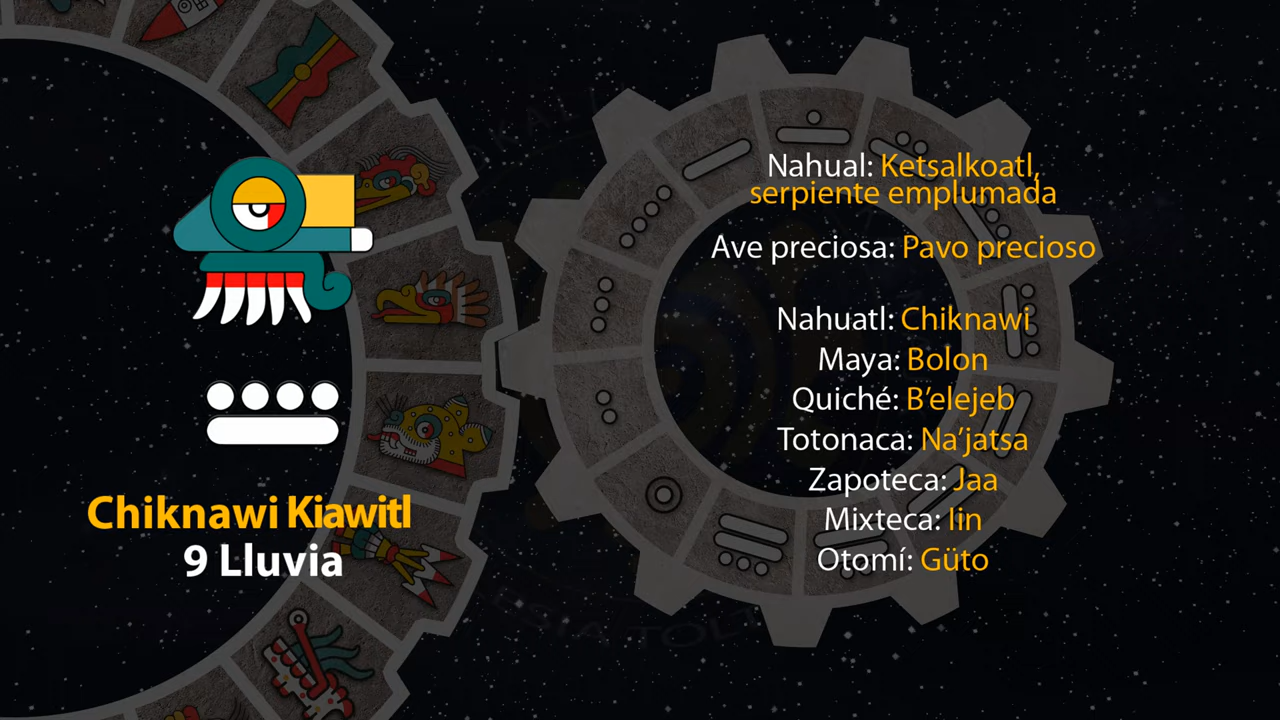 Chiknawi Kiawitl
9 Lluvia
Nahual: Ketsalkoatl,
serpiente emplumada
Ave preciosa: Pavo precioso
Nahuatl: Chiknawi
Maya: Bolon
Quiché: B’elejeb
Totonaca: Na’jatsa
Zapoteca: Jaa
Mixteca: Iin
Otomí: Güto